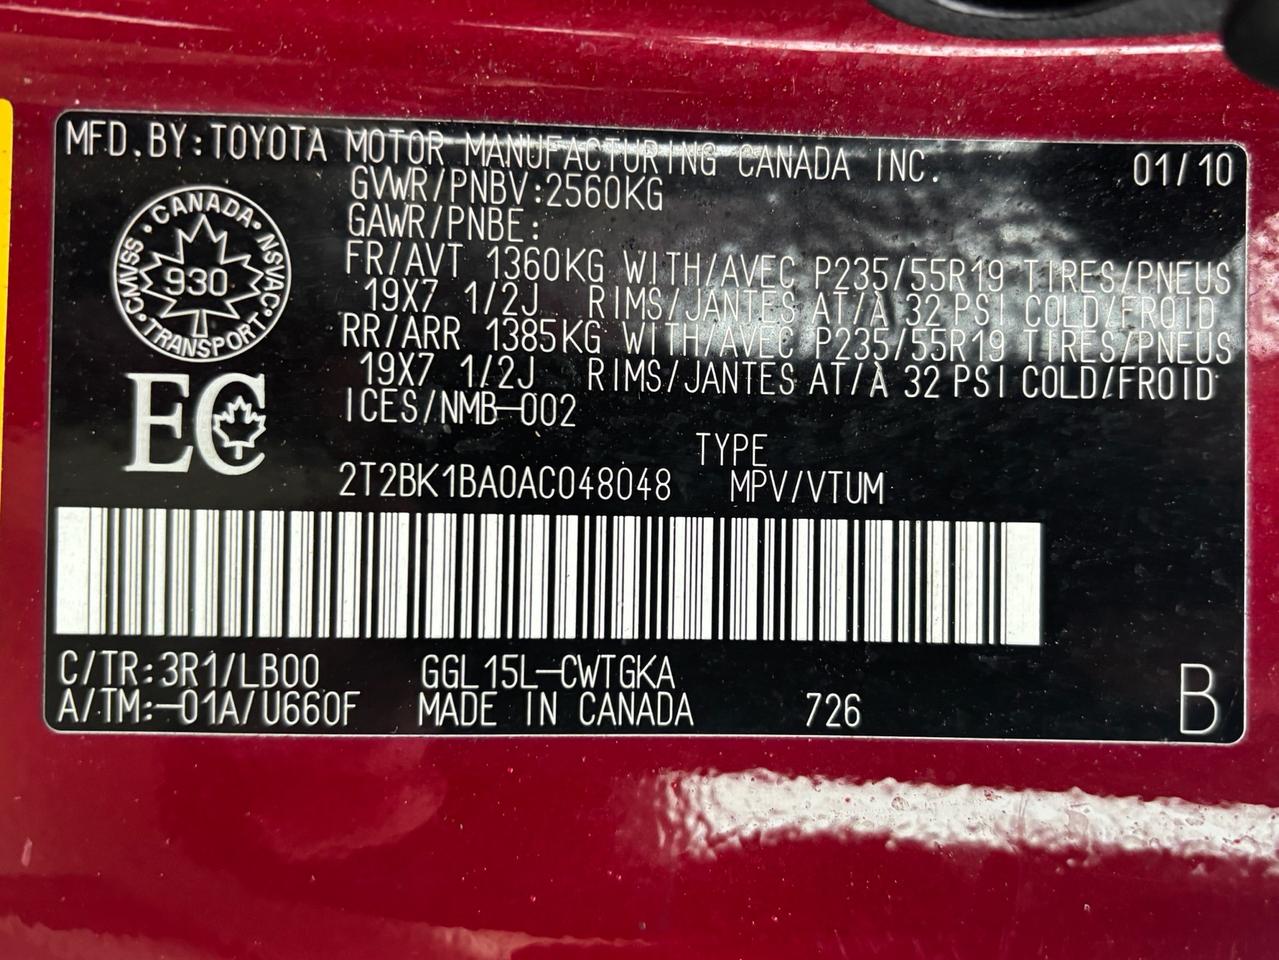 MFD.BY:TOYOTA MOTOR MANUFACTURING CANADA INC. 01/10
GVWR/PNBV:2560KG
GAWR/PNBE:
FR/AVT 1360KG WITH/AVEC P235/55R19 TIRES/PNEUS
19X7 1/2J RIMS/JANTES AT/À 32 PSI COLD/FROID
RR/ARR 1385KG WITH/AVEC P235/55R19 TIRES/PNEUS
19X7 1/2J RIMS/JANTES AT/À 32 PSI COLD/FROID
ICES/NMB-002
CANADA · NSVAC · TRANSPORT · CMVSS ·
930
EC
TYPE
2T2BK1BA0AC048048 MPV/VTUM
C/TR:3R1/LB00 GGL15L-CWTGKA
A/TM:-01A/U660F MADE IN CANADA 726 B